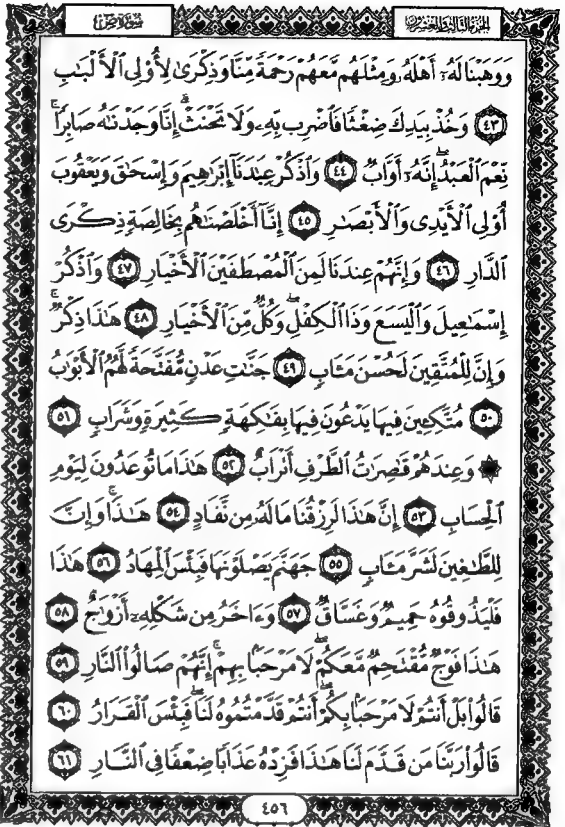 الجزء الثالث والعشرون
سورة ص
وَوَهَبْنَا لَهُۥٓ أَهْلَهُۥ وَمِثْلَهُم مَّعَهُمْ رَحْمَةً مِّنَّا وَذِكْرَىٰ لِأُو۟لِى ٱلْأَلْبَٰبِ
٤٣ وَخُذْ بِيَدِكَ ضِغْثًا فَٱضْرِب بِّهِۦ وَلَا تَحْنَثْ ۗ إِنَّا وَجَدْنَٰهُ صَابِرًا ۚ
نِّعْمَ ٱلْعَبْدُ ۖ إِنَّهُۥٓ أَوَّابٌ ٤٤ وَٱذْكُرْ عِبَٰدَنَآ إِبْرَٰهِيمَ وَإِسْحَٰقَ وَيَعْقُوبَ
أُو۟لِى ٱلْأَيْدِى وَٱلْأَبْصَٰرِ ٤٥ إِنَّآ أَخْلَصْنَٰهُم بِخَالِصَةٍ ذِكْرَى
ٱلدَّارِ ٤٦ وَإِنَّهُمْ عِندَنَا لَمِنَ ٱلْمُصْطَفَيْنَ ٱلْأَخْيَارِ ٤٧ وَٱذْكُرْ
إِسْمَٰعِيلَ وَٱلْيَسَعَ وَذَا ٱلْكِفْلِ ۖ وَكُلٌّ مِّنَ ٱلْأَخْيَارِ ٤٨ هَٰذَا ذِكْرٌ ۚ
وَإِنَّ لِلْمُتَّقِينَ لَحُسْنَ مَـَٔابٍ ٤٩ جَنَّٰتِ عَدْنٍ مُّفَتَّحَةً لَّهُمُ ٱلْأَبْوَٰبُ
٥٠ مُتَّكِـِٔينَ فِيهَا يَدْعُونَ فِيهَا بِفَٰكِهَةٍ كَثِيرَةٍ وَشَرَابٍ ٥١
۞ وَعِندَهُمْ قَٰصِرَٰتُ ٱلطَّرْفِ أَتْرَابٌ ٥٢ هَٰذَا مَا تُوعَدُونَ لِيَوْمِ
ٱلْحِسَابِ ٥٣ إِنَّ هَٰذَا لَرِزْقُنَا مَا لَهُۥ مِن نَّفَادٍ ٥٤ هَٰذَا ۚ وَإِنَّ
لِلطَّٰغِينَ لَشَرَّ مَـَٔابٍ ٥٥ جَهَنَّمَ يَصْلَوْنَهَا فَبِئْسَ ٱلْمِهَادُ ٥٦ هَٰذَا
فَلْيَذُوقُوهُ حَمِيمٌ وَغَسَّاقٌ ٥٧ وَءَاخَرُ مِن شَكْلِهِۦٓ أَزْوَٰجٌ ٥٨
هَٰذَا فَوْجٌ مُّقْتَحِمٌ مَّعَكُمْ ۖ لَا مَرْحَبًۢا بِهِمْ ۚ إِنَّهُمْ صَالُوا۟ ٱلنَّارِ ٥٩
قَالُوا۟ بَلْ أَنتُمْ لَا مَرْحَبًۢا بِكُمْ ۖ أَنتُمْ قَدَّمْتُمُوهُ لَنَا ۖ فَبِئْسَ ٱلْقَرَارُ ٦٠
قَالُوا۟ رَبَّنَا مَن قَدَّمَ لَنَا هَٰذَا فَزِدْهُ عَذَابًا ضِعْفًا فِى ٱلنَّارِ ٦١
٤٥٦